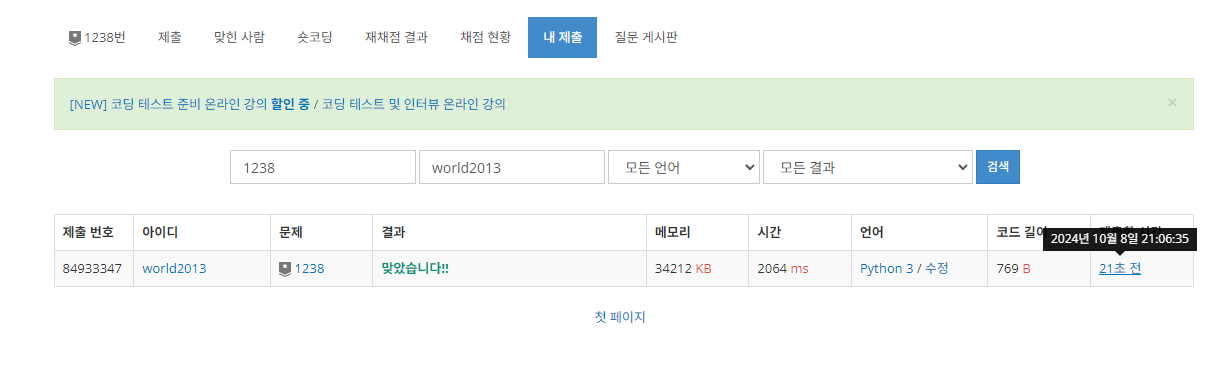 1238번 제출 맞힌 사람 숏코딩 재채점 결과 채점 현황 내 제출 질문 게시판
[NEW] 코딩 테스트 준비 온라인 강의 할인 중 / 코딩 테스트 및 인터뷰 온라인 강의 ×
1238 world2013 모든 언어 모든 결과 검색
제출 번호 아이디 문제 결과 메모리 시간 언어 코드 길이
2024년 10월 8일 21:06:35
84933347 world2013 1238 맞았습니다!! 34212 KB 2064 ms Python 3 / 수정 769 B 21초 전
첫 페이지